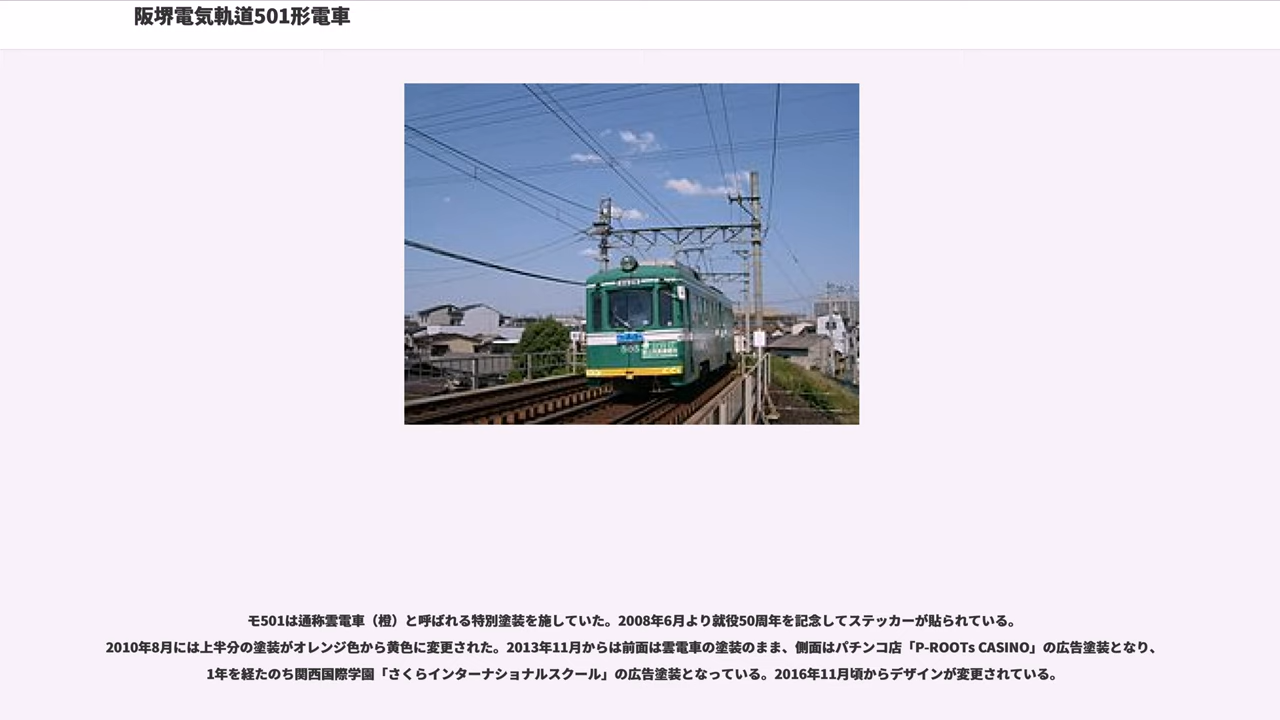 阪堺電気軌道501形電車
モ501は通称雲電車（橙）と呼ばれる特別塗装を施していた。2008年6月より就役50周年を記念してステッカーが貼られている。
2010年8月には上半分の塗装がオレンジ色から黄色に変更された。2013年11月からは前面は雲電車の塗装のまま、側面はパチンコ店「P-ROOTs CASINO」の広告塗装となり、
1年を経たのち関西国際学園「さくらインターナショナルスクール」の広告塗装となっている。2016年11月頃からデザインが変更されている。